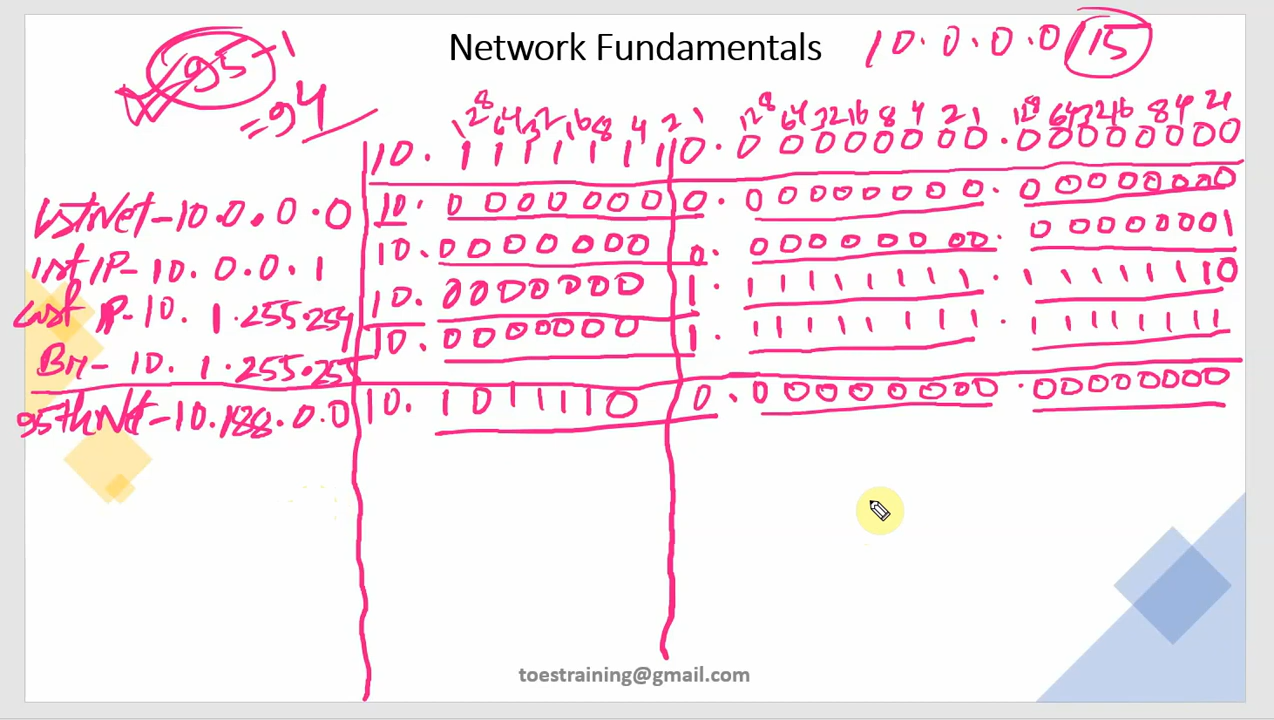 Network Fundamentals
95 - 1
= 94
10.0.0.0 / 15
128 64 32 16 8 4 2 1 128 64 32 16 8 4 2 1 128 64 32 16 8 4 2 1
10. 1 1 1 1 1 1 1 0. 0 0 0 0 0 0 0 0. 0 0 0 0 0 0 0 0
1st Net - 10.0.0.0 10. 0 0 0 0 0 0 0 0. 0 0 0 0 0 0 0 0. 0 0 0 0 0 0 0 0
1st IP - 10.0.0.1 10. 0 0 0 0 0 0 0 0. 0 0 0 0 0 0 0 0. 0 0 0 0 0 0 0 1
Last IP - 10.1.255.254 10. 0 0 0 0 0 0 0 1. 1 1 1 1 1 1 1 1. 1 1 1 1 1 1 1 0
Br - 10.1.255.255 10. 0 0 0 0 0 0 0 1. 1 1 1 1 1 1 1 1. 1 1 1 1 1 1 1 1
95th Net - 10.188.0.0 10. 1 0 1 1 1 1 0 0. 0 0 0 0 0 0 0 0. 0 0 0 0 0 0 0 0
toestraining@gmail.com